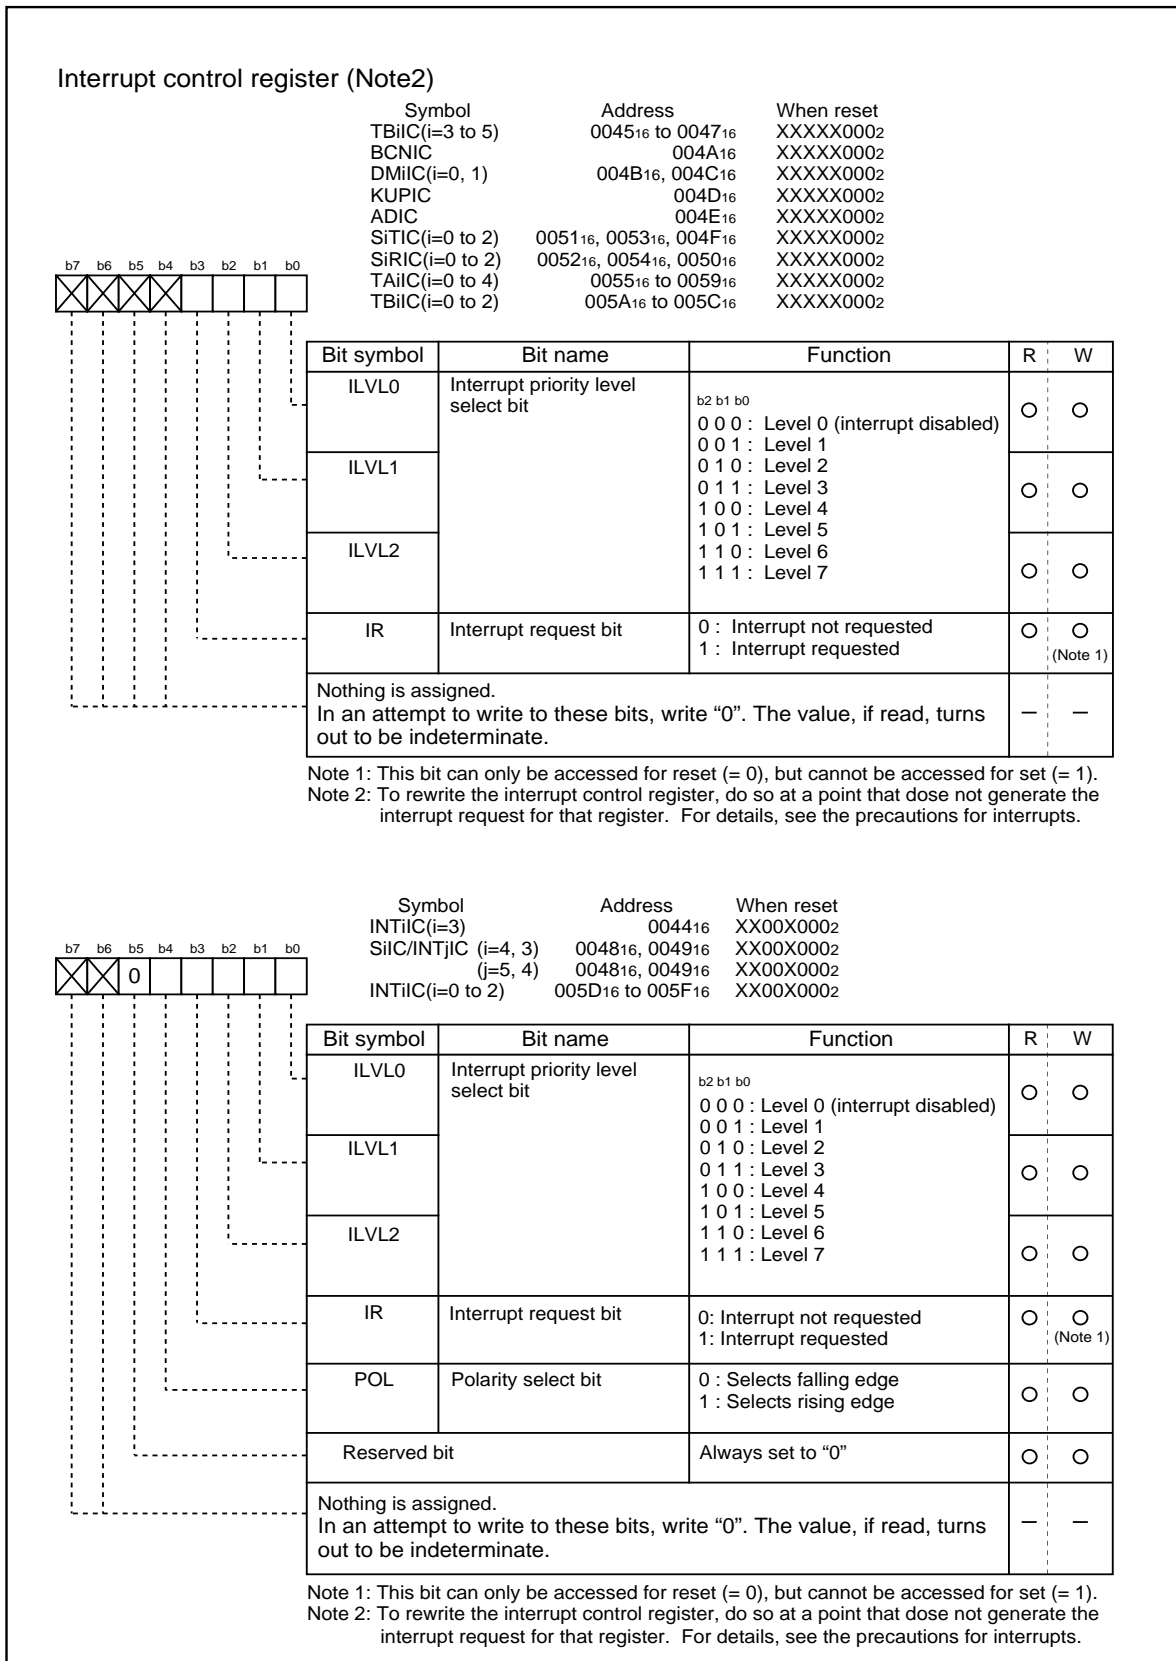 Interrupt control register (Note2)
Symbol Address When reset
TBiIC(i=3 to 5) 004516 to 004716 XXXXX0002
BCNIC 004A16 XXXXX0002
DMiIC(i=0, 1) 004B16, 004C16 XXXXX0002
KUPIC 004D16 XXXXX0002
ADIC 004E16 XXXXX0002
SiTIC(i=0 to 2) 005116, 005316, 004F16 XXXXX0002
SiRIC(i=0 to 2) 005216, 005416, 005016 XXXXX0002
TAiIC(i=0 to 4) 005516 to 005916 XXXXX0002
TBiIC(i=0 to 2) 005A16 to 005C16 XXXXX0002
b7 b6 b5 b4 b3 b2 b1 b0
Bit symbol Bit name Function R W
ILVL0 Interrupt priority level
select bit
b2 b1 b0
0 0 0 : Level 0 (interrupt disabled)
0 0 1 : Level 1
ILVL1 0 1 0 : Level 2
0 1 1 : Level 3
1 0 0 : Level 4
1 0 1 : Level 5
ILVL2 1 1 0 : Level 6
1 1 1 : Level 7
IR Interrupt request bit 0 : Interrupt not requested
1 : Interrupt requested (Note 1)
Nothing is assigned.
In an attempt to write to these bits, write “0”. The value, if read, turns
out to be indeterminate.
– –
Note 1: This bit can only be accessed for reset (= 0), but cannot be accessed for set (= 1).
Note 2: To rewrite the interrupt control register, do so at a point that dose not generate the
interrupt request for that register. For details, see the precautions for interrupts.
Symbol Address When reset
INTiIC(i=3) 004416 XX00X0002
SiIC/INTjIC (i=4, 3) 004816, 004916 XX00X0002
(j=5, 4) 004816, 004916 XX00X0002
INTiIC(i=0 to 2) 005D16 to 005F16 XX00X0002
b7 b6 b5 b4 b3 b2 b1 b0
0
Bit symbol Bit name Function R W
ILVL0 Interrupt priority level
select bit
b2 b1 b0
0 0 0 : Level 0 (interrupt disabled)
0 0 1 : Level 1
ILVL1 0 1 0 : Level 2
0 1 1 : Level 3
1 0 0 : Level 4
1 0 1 : Level 5
ILVL2 1 1 0 : Level 6
1 1 1 : Level 7
IR Interrupt request bit 0: Interrupt not requested
1: Interrupt requested (Note 1)
POL Polarity select bit 0 : Selects falling edge
1 : Selects rising edge
Reserved bit Always set to “0”
Nothing is assigned.
In an attempt to write to these bits, write “0”. The value, if read, turns
out to be indeterminate.
– –
Note 1: This bit can only be accessed for reset (= 0), but cannot be accessed for set (= 1).
Note 2: To rewrite the interrupt control register, do so at a point that dose not generate the
interrupt request for that register. For details, see the precautions for interrupts.